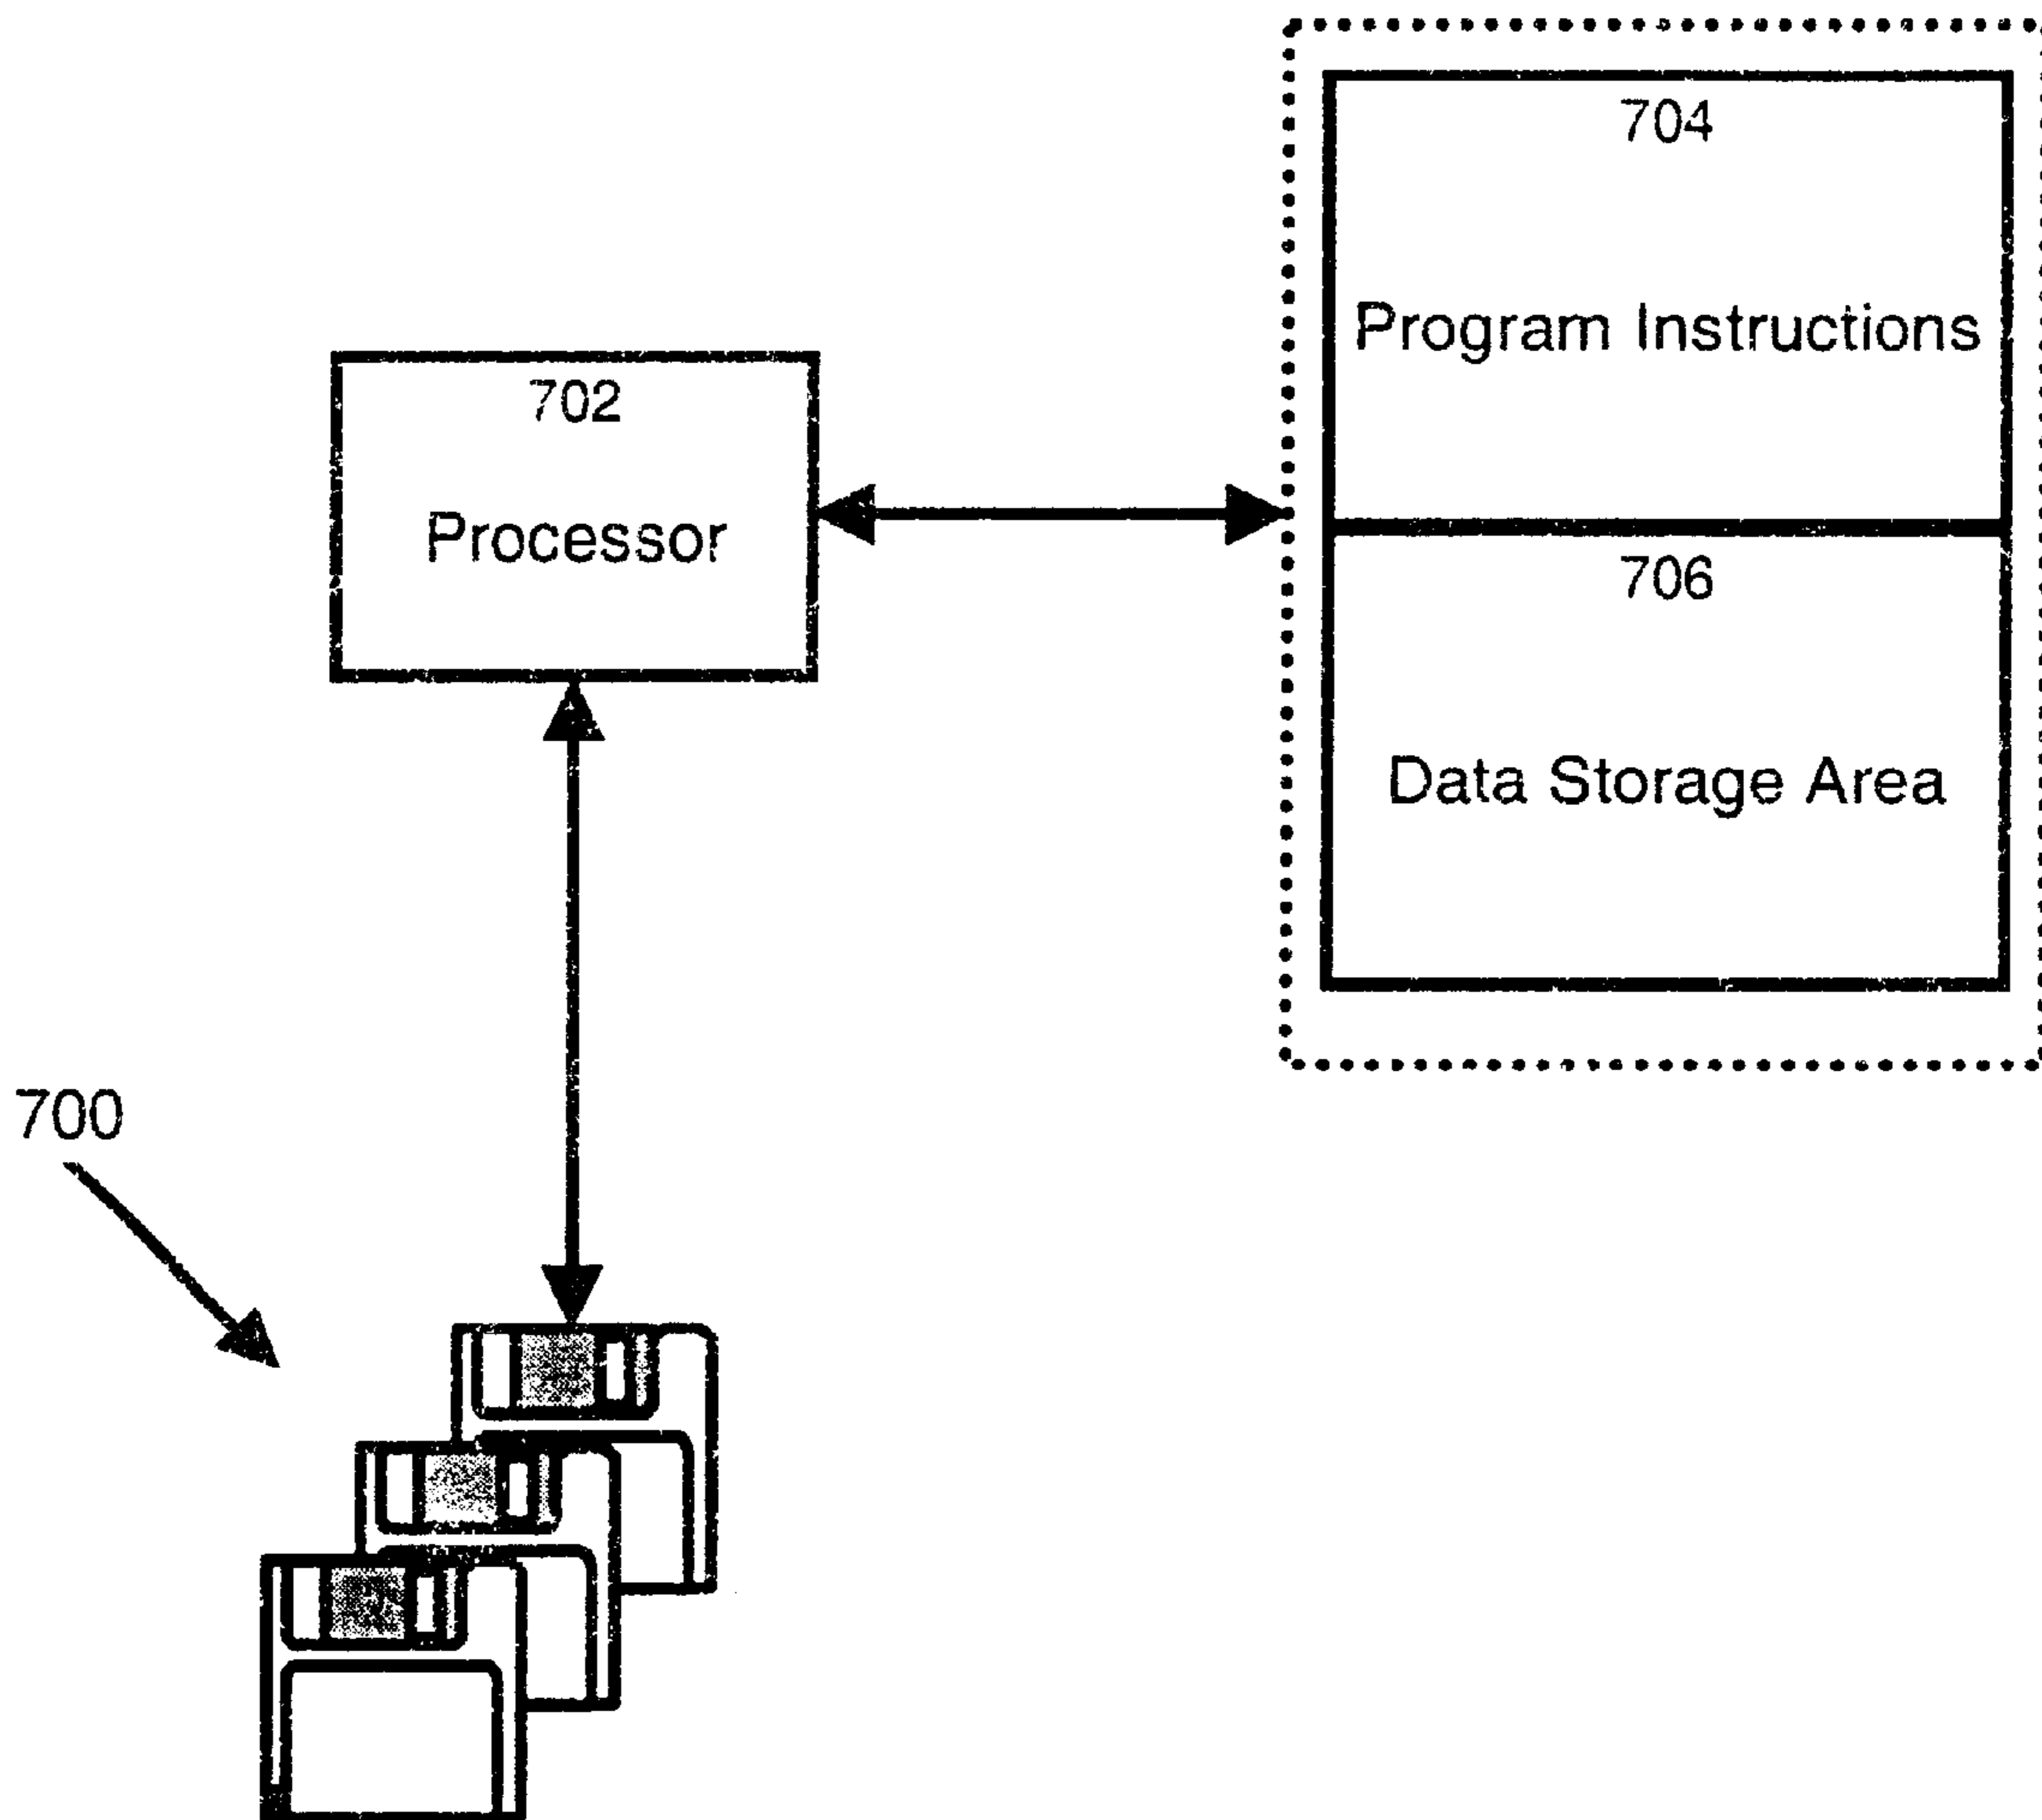 704
Program Instructions
702
Processor
706
Data Storage Area
700